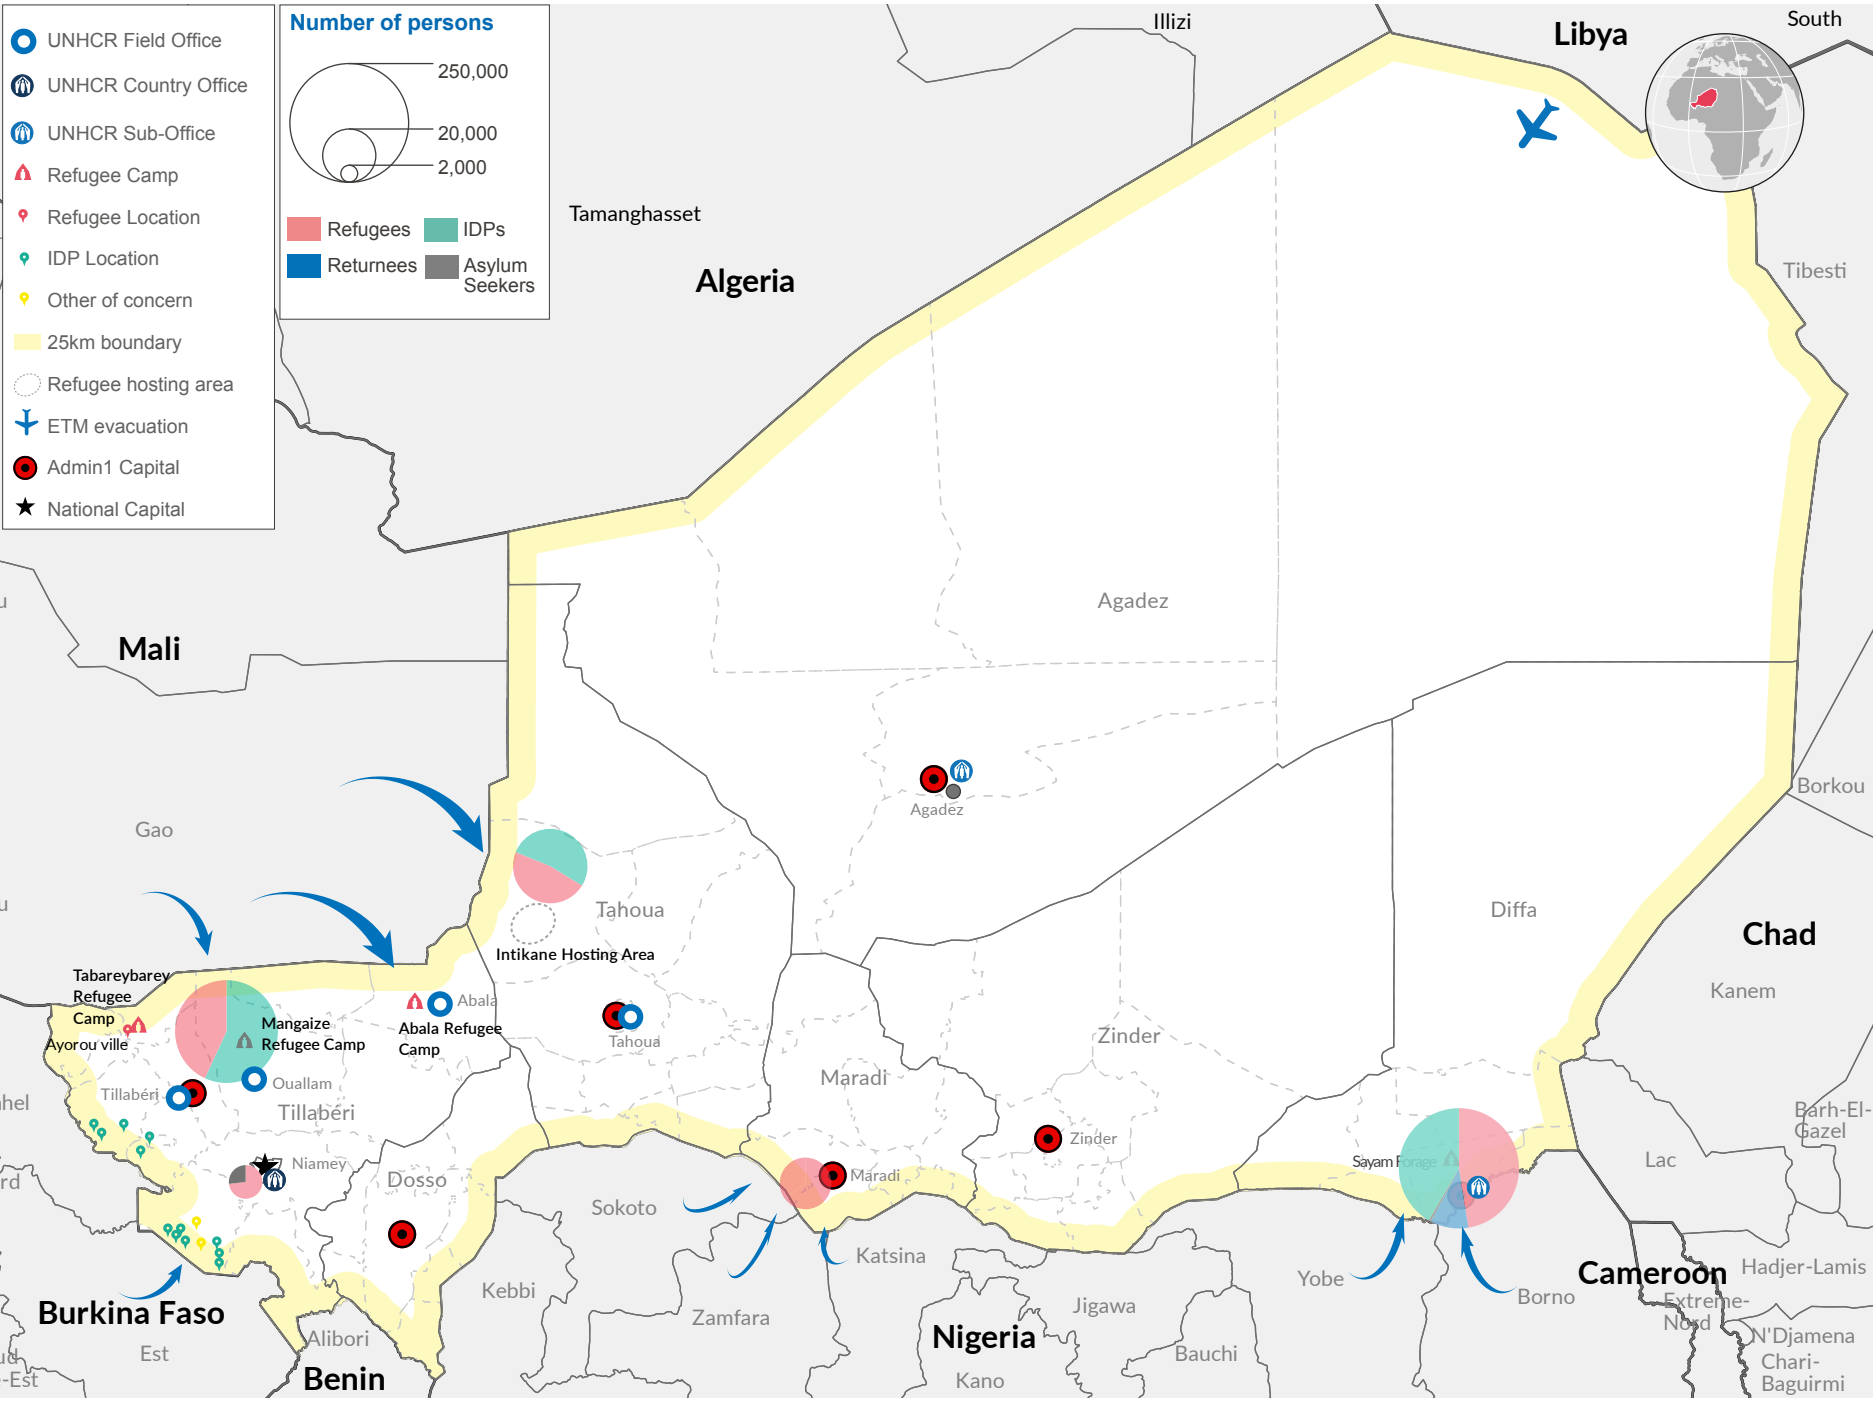 UNHCR Field Office
UNHCR Country Office
UNHCR Sub-Office
Refugee Camp
Refugee Location
IDP Location
Other of concern
25km boundary
Refugee hosting area
ETM evacuation
Admin1 Capital
National Capital
Number of persons
250,000
20,000
2,000
Refugees
IDPs
Returnees
Asylum
Seekers
Illizi
Libya
South
Tamanghasset
Algeria
Tibesti
Agadez
Mali
Agadez
Borkou
Gao
Tahoua
Diffa
Chad
Intikane Hosting Area
Tabareybarey
Refugee
Camp
Ayorou ville
Mangaize
Refugee Camp
Abala
Abala Refugee
Camp
Tahoua
Kanem
Zinder
Maradi
Ouallam
Tillabéri
Tillabéri
Zinder
Niamey
Dosso
Maradi
Sayam Forage
Barh-El-
Gazel
Lac
Sokoto
Katsina
Kebbi
Zamfara
Yobe
Borno
Cameroon
Extreme-
Nord
Hadjer-Lamis
Burkina Faso
Est
Alibori
Benin
Nigeria
Jigawa
Kano
Bauchi
N'Djamena
Chari-
Baguirmi
u
u
hel
rd
ud
-Est